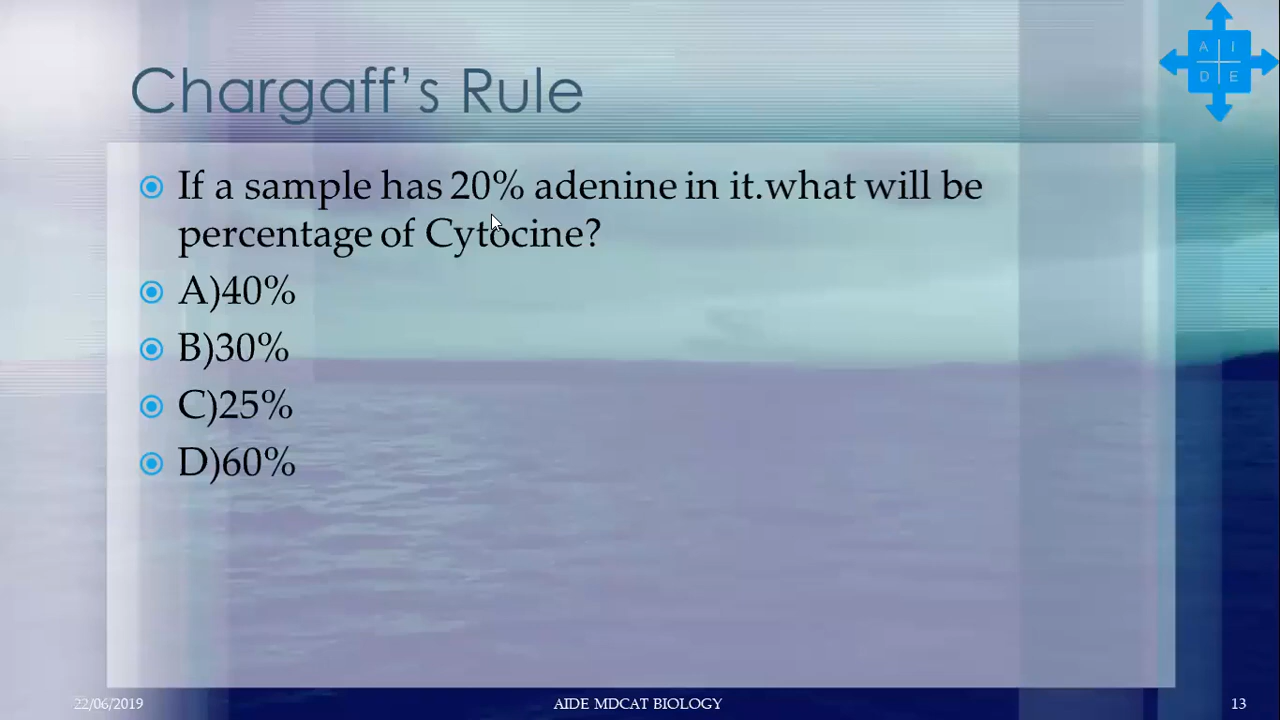 A I
D E
Chargaff’s Rule
If a sample has 20% adenine in it.what will be
percentage of Cytocine?
A)40%
B)30%
C)25%
D)60%
22/06/2019
AIDE MDCAT BIOLOGY
13